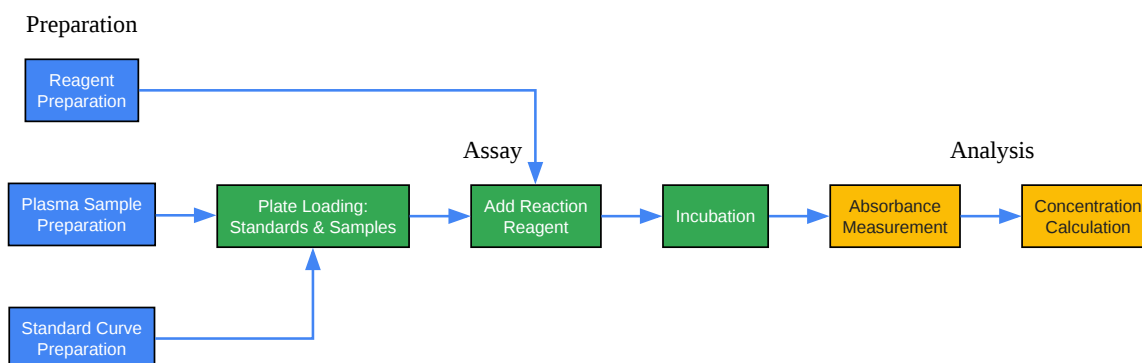 Preparation
Reagent
Preparation
Assay
Analysis
Plasma Sample
Preparation
Plate Loading:
Standards & Samples
Add Reaction
Reagent
Incubation
Absorbance
Measurement
Concentration
Calculation
Standard Curve
Preparation